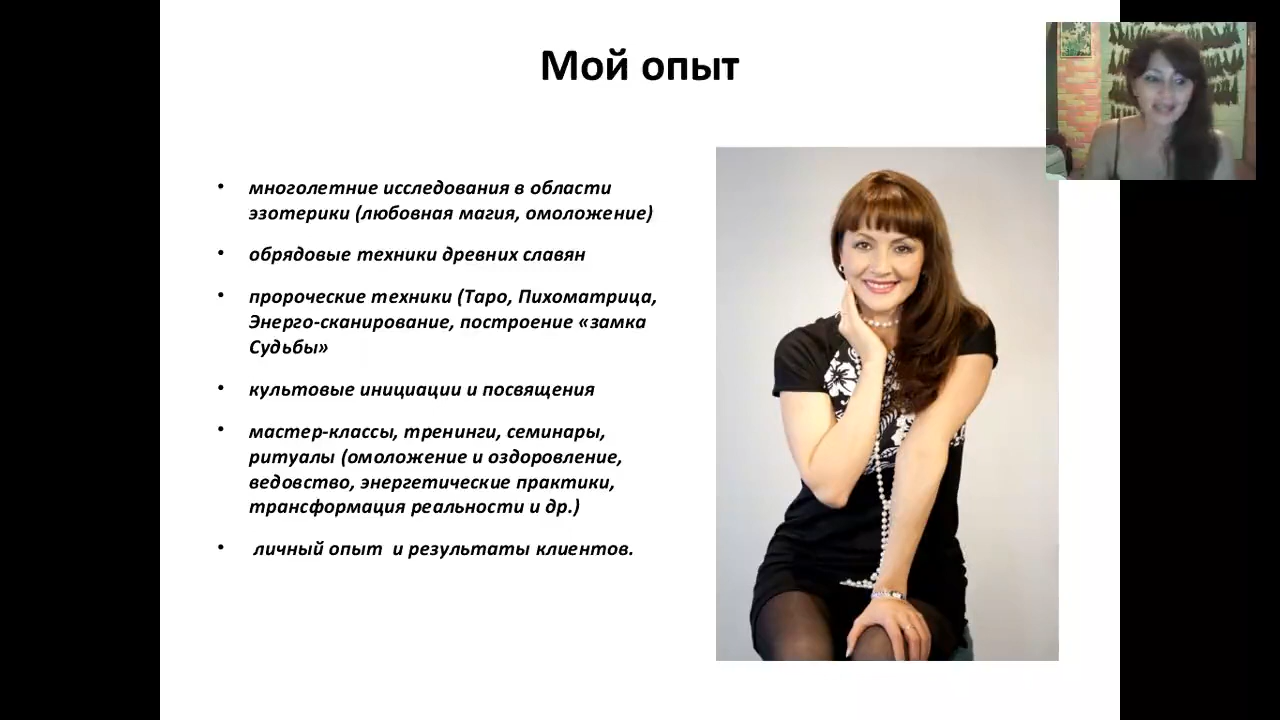 Мой опыт
• многолетние исследования в области
эзотерики (любовная магия, омоложение)
• обрядовые техники древних славян
• пророческие техники (Таро, Пихоматрица,
Энерго-сканирование, построение «замка
Судьбы»
• культовые инициации и посвящения
• мастер-классы, тренинги, семинары,
ритуалы (омоложение и оздоровление,
ведовство, энергетические практики,
трансформация реальности и др.)
• личный опыт и результаты клиентов.